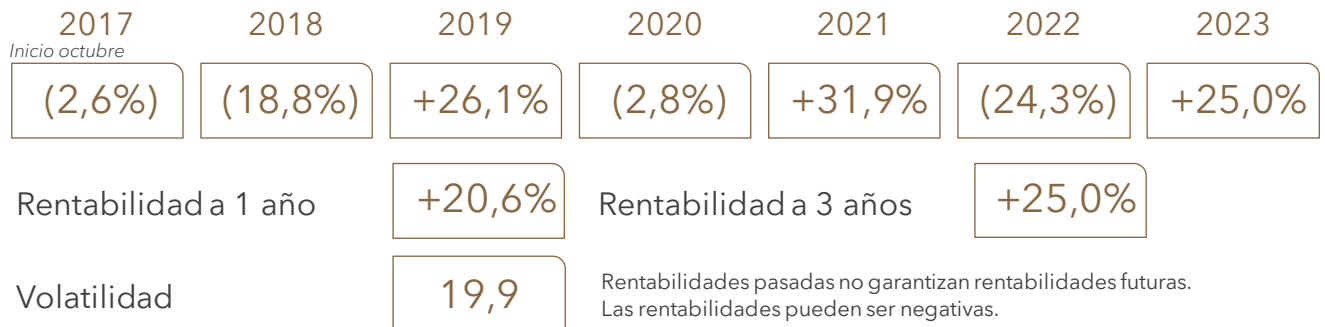 2017 2018 2019 2020 2021 2022 2023
Inicio octubre
(2,6%) (18,8%) +26,1% (2,8%) +31,9% (24,3%) +25,0%
Rentabilidad a 1 año +20,6% Rentabilidad a 3 años +25,0%
Volatilidad 19,9 Rentabilidades pasadas no garantizan rentabilidades futuras.
Las rentabilidades pueden ser negativas.